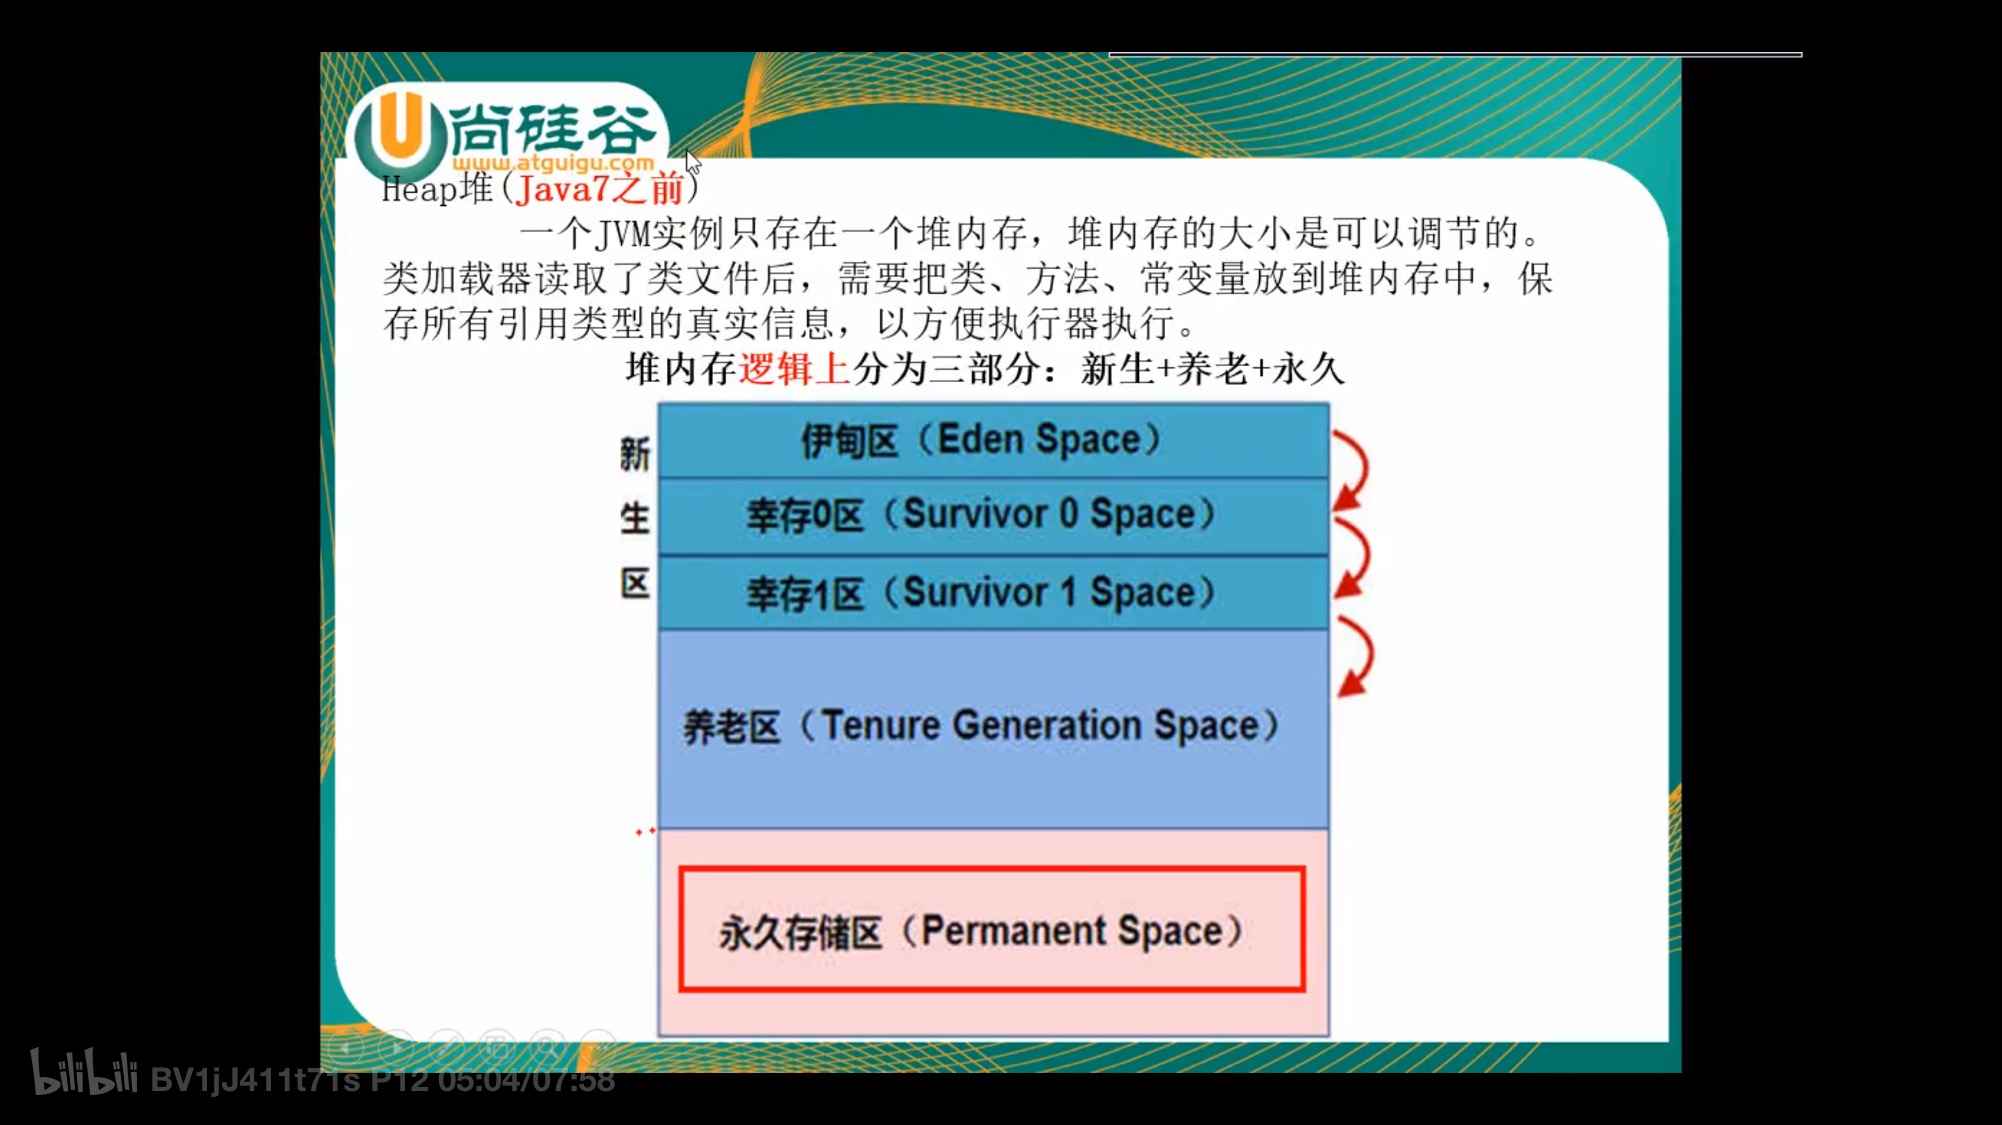 尚硅谷
www.atguigu.com
Heap堆(Java7之前)
一个JVM实例只存在一个堆内存，堆内存的大小是可以调节的。
类加载器读取了类文件后，需要把类、方法、常变量放到堆内存中，保
存所有引用类型的真实信息，以方便执行器执行。
堆内存逻辑上分为三部分：新生+养老+永久
新生区
伊甸区（Eden Space）
幸存0区（Survivor 0 Space）
幸存1区（Survivor 1 Space）
养老区（Tenure Generation Space）
永久存储区（Permanent Space）
bilibili BV1jJ411t71s P12 05:04/07:58